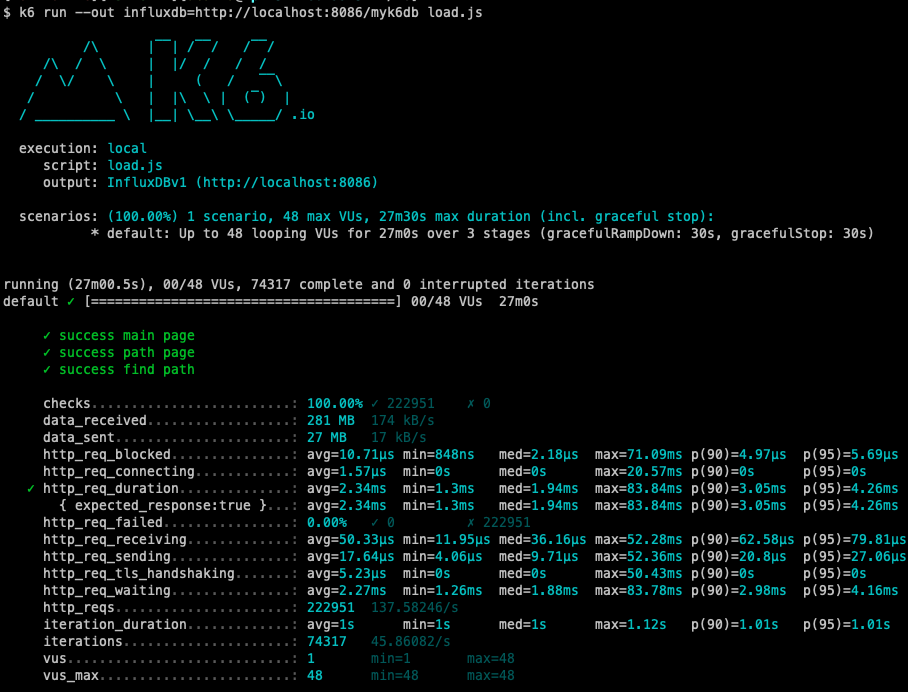 $ k6 run --out influxdb=http://localhost:8086/myk6db load.js
.io
execution: local
script: load.js
output: InfluxDBv1 (http://localhost:8086)
scenarios: (100.00%) 1 scenario, 48 max VUs, 27m30s max duration (incl. graceful stop):
* default: Up to 48 looping VUs for 27m0s over 3 stages (gracefulRampDown: 30s, gracefulStop: 30s)
running (27m00.5s), 00/48 VUs, 74317 complete and 0 interrupted iterations
default ✓ [======================================] 00/48 VUs  27m0s
✓ success main page
✓ success path page
✓ success find path
checks.........................: 100.00% ✓ 222951    ✗ 0
data_received..................: 281 MB  174 kB/s
data_sent......................: 27 MB   17 kB/s
http_req_blocked...............: avg=10.71µs min=848ns   med=2.18µs  max=71.09ms p(90)=4.97µs  p(95)=5.69µs
http_req_connecting............: avg=1.57µs  min=0s      med=0s      max=20.57ms p(90)=0s      p(95)=0s
✓ http_req_duration..............: avg=2.34ms  min=1.3ms   med=1.94ms  max=83.84ms p(90)=3.05ms  p(95)=4.26ms
{ expected_response:true }...: avg=2.34ms  min=1.3ms   med=1.94ms  max=83.84ms p(90)=3.05ms  p(95)=4.26ms
http_req_failed................: 0.00%   ✓ 0         ✗ 222951
http_req_receiving.............: avg=50.33µs min=11.95µs med=36.16µs max=52.28ms p(90)=62.58µs p(95)=79.81µs
http_req_sending...............: avg=17.64µs min=4.06µs  med=9.71µs  max=52.36ms p(90)=20.8µs  p(95)=27.06µs
http_req_tls_handshaking.......: avg=5.23µs  min=0s      med=0s      max=50.43ms p(90)=0s      p(95)=0s
http_req_waiting...............: avg=2.27ms  min=1.26ms  med=1.88ms  max=83.78ms p(90)=2.98ms  p(95)=4.16ms
http_reqs......................: 222951  137.58246/s
iteration_duration.............: avg=1s      min=1s      med=1s      max=1.12s   p(90)=1.01s   p(95)=1.01s
iterations.....................: 74317   45.86082/s
vus............................: 1       min=1       max=48
vus_max........................: 48      min=48      max=48